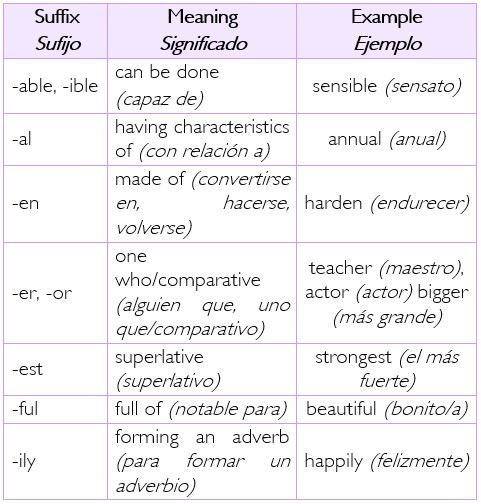 Suffix Meaning Example
Sufijo Significado Ejemplo
-able, -ible can be done (capaz de) sensible (sensato)
-al having characteristics of (con relación a) annual (anual)
-en made of (convertirse en, hacerse, volverse) harden (endurecer)
-er, -or one who/comparative (alguien que, uno que/comparativo) teacher (maestro), actor (actor) bigger (más grande)
-est superlative (superlativo) strongest (el más fuerte)
-ful full of (notable para) beautiful (bonito/a)
-ily forming an adverb (para formar un adverbio) happily (felizmente)